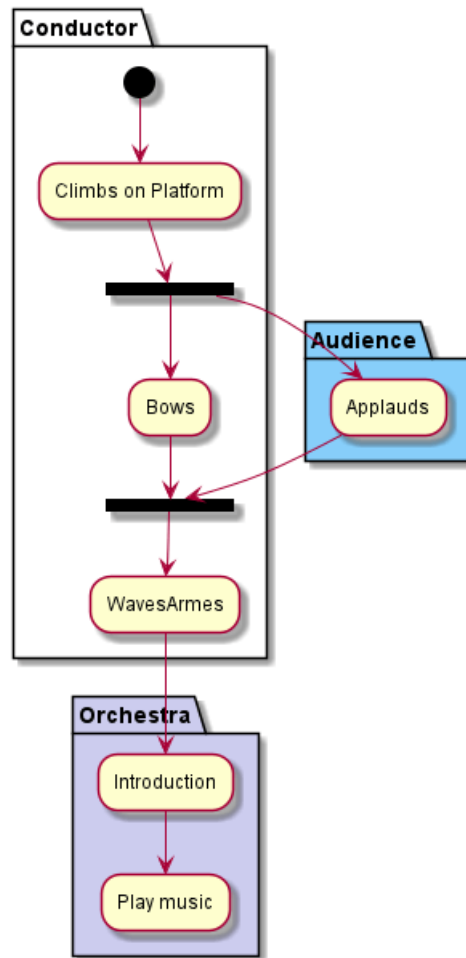 Conductor
Climbs on Platform
Audience
Bows
Applauds
WavesArmes
Orchestra
Introduction
Play music